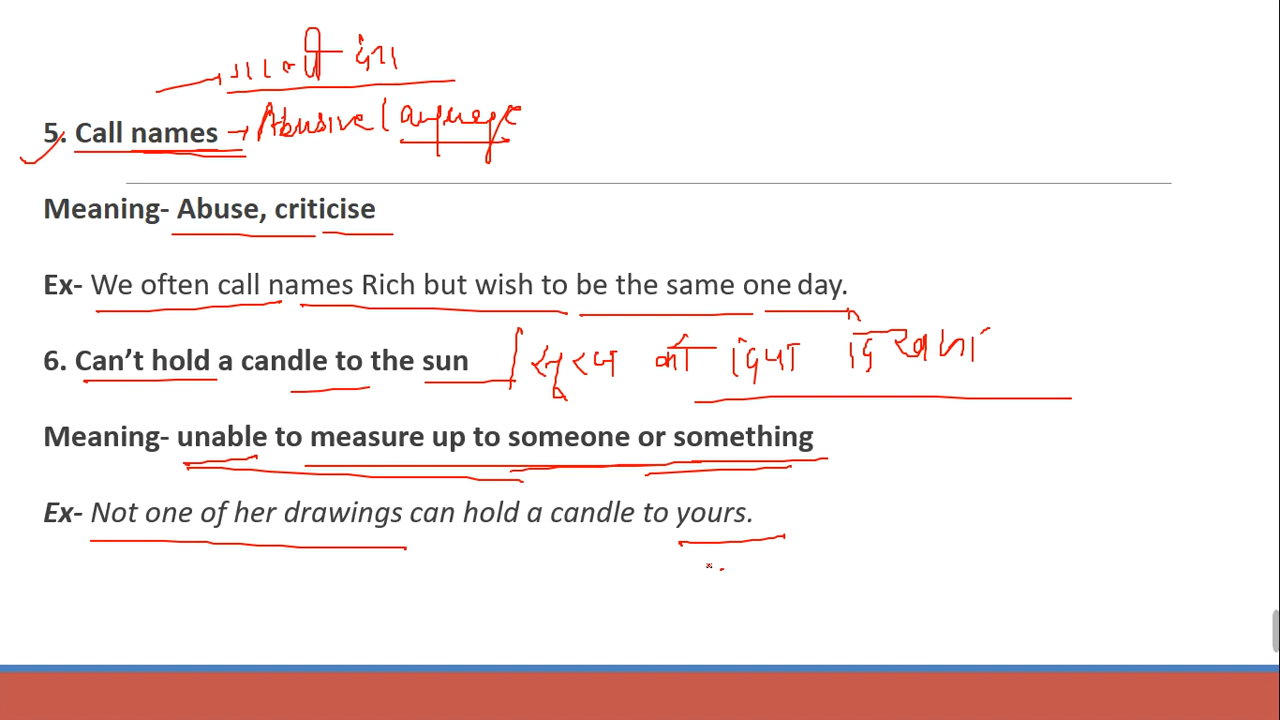 गाली देना
5. Call names → Abusive language
Meaning- Abuse, criticise
Ex- We often call names Rich but wish to be the same one day.
6. Can’t hold a candle to the sun सूरज को दिया दिखाना
Meaning- unable to measure up to someone or something
Ex- Not one of her drawings can hold a candle to yours.